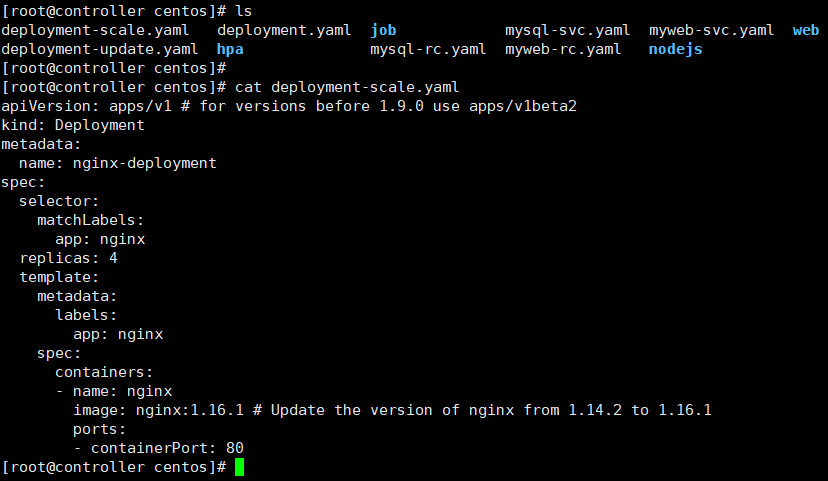 [root@controller centos]# ls
deployment-scale.yaml   deployment.yaml  job            mysql-svc.yaml  myweb-svc.yaml  web
deployment-update.yaml  hpa              mysql-rc.yaml  myweb-rc.yaml   nodejs
[root@controller centos]#
[root@controller centos]# cat deployment-scale.yaml
apiVersion: apps/v1 # for versions before 1.9.0 use apps/v1beta2
kind: Deployment
metadata:
  name: nginx-deployment
spec:
  selector:
    matchLabels:
      app: nginx
  replicas: 4
  template:
    metadata:
      labels:
        app: nginx
    spec:
      containers:
      - name: nginx
        image: nginx:1.16.1 # Update the version of nginx from 1.14.2 to 1.16.1
        ports:
        - containerPort: 80
[root@controller centos]#